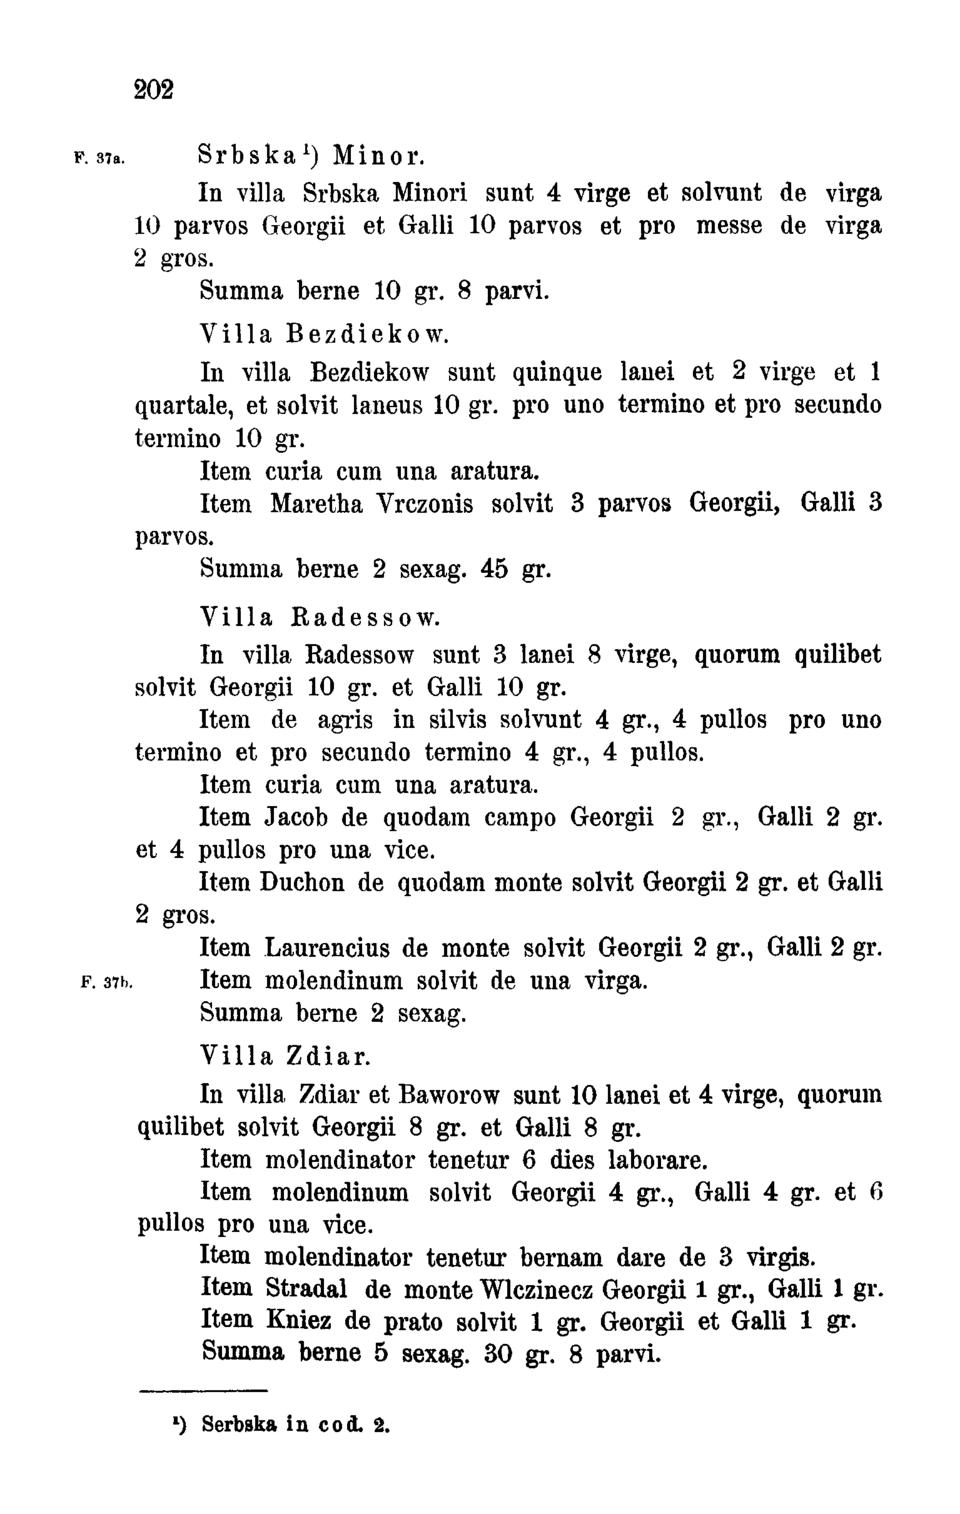 202
F. 37a. Srbska ¹) Minor.
In villa Srbska Minori sunt 4 virge et solvunt de virga
10 parvos Georgii et Galli 10 parvos et pro messe de virga
2 gros.
Summa berne 10 gr. 8 parvi.
Villa Bezdiekow.
In villa Bezdiekow sunt quinque lanei et 2 virge et 1
quartale, et solvit laneus 10 gr. pro uno termino et pro secundo
termino 10 gr.
Item curia cum una aratura.
Item Maretha Vrczonis solvit 3 parvos Georgii, Galli 3
parvos.
Summa berne 2 sexag. 45 gr.
Villa Radessow.
In villa Radessow sunt 3 lanei 8 virge, quorum quilibet
solvit Georgii 10 gr. et Galli 10 gr.
Item de agris in silvis solvunt 4 gr., 4 pullos pro uno
termino et pro secundo termino 4 gr., 4 pullos.
Item curia cum una aratura.
Item Jacob de quodam campo Georgii 2 gr., Galli 2 gr.
et 4 pullos pro una vice.
Item Duchon de quodam monte solvit Georgii 2 gr. et Galli
2 gros.
Item Laurencius de monte solvit Georgii 2 gr., Galli 2 gr.
F. 37b. Item molendinum solvit de una virga.
Summa berne 2 sexag.
Villa Zdiar.
In villa Zdiar et Baworow sunt 10 lanei et 4 virge, quorum
quilibet solvit Georgii 8 gr. et Galli 8 gr.
Item molendinator tenetur 6 dies laborare.
Item molendinum solvit Georgii 4 gr., Galli 4 gr. et 6
pullos pro una vice.
Item molendinator tenetur bernam dare de 3 virgis.
Item Stradal de monte Wlczinecz Georgii 1 gr., Galli 1 gr.
Item Kniez de prato solvit 1 gr. Georgii et Galli 1 gr.
Summa berne 5 sexag. 30 gr. 8 parvi.
¹) Serbska in cod. 2.